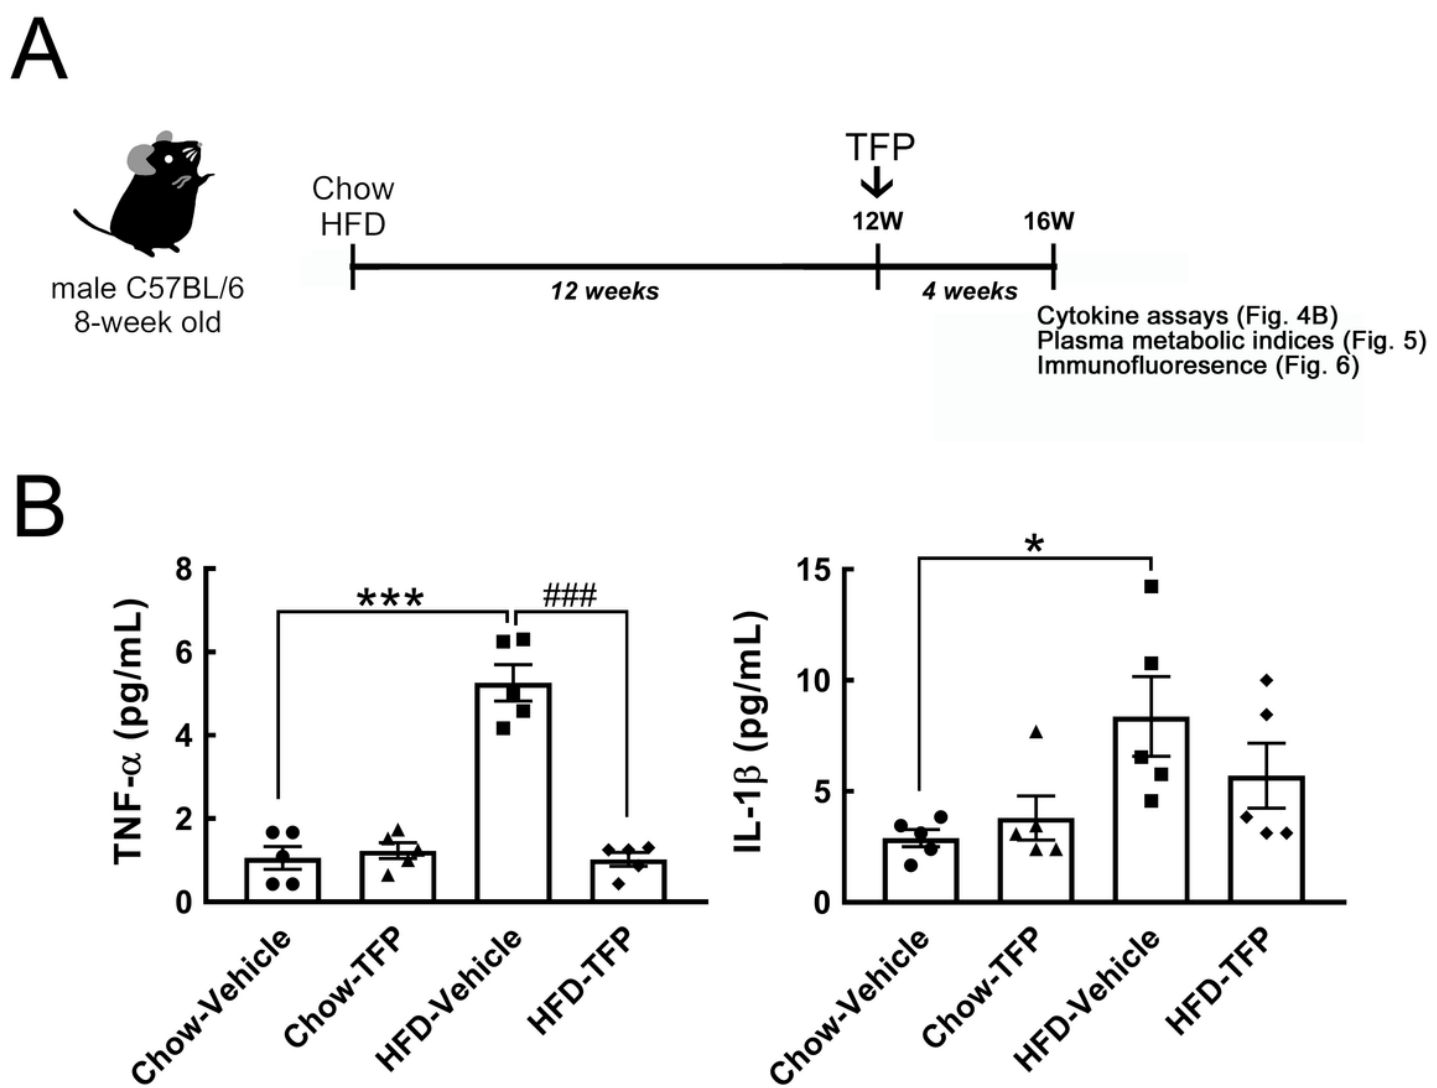 A
male C57BL/6
8-week old
Chow
HFD
TFP
12W
16W
12 weeks
4 weeks
Cytokine assays (Fig. 4B)
Plasma metabolic indices (Fig. 5)
Immunofluoresence (Fig. 6)
B
TNF-α (pg/mL)
8
6
4
2
0
***
###
Chow-Vehicle
Chow-TFP
HFD-Vehicle
HFD-TFP
IL-1β (pg/mL)
15
10
5
0
*
Chow-Vehicle
Chow-TFP
HFD-Vehicle
HFD-TFP